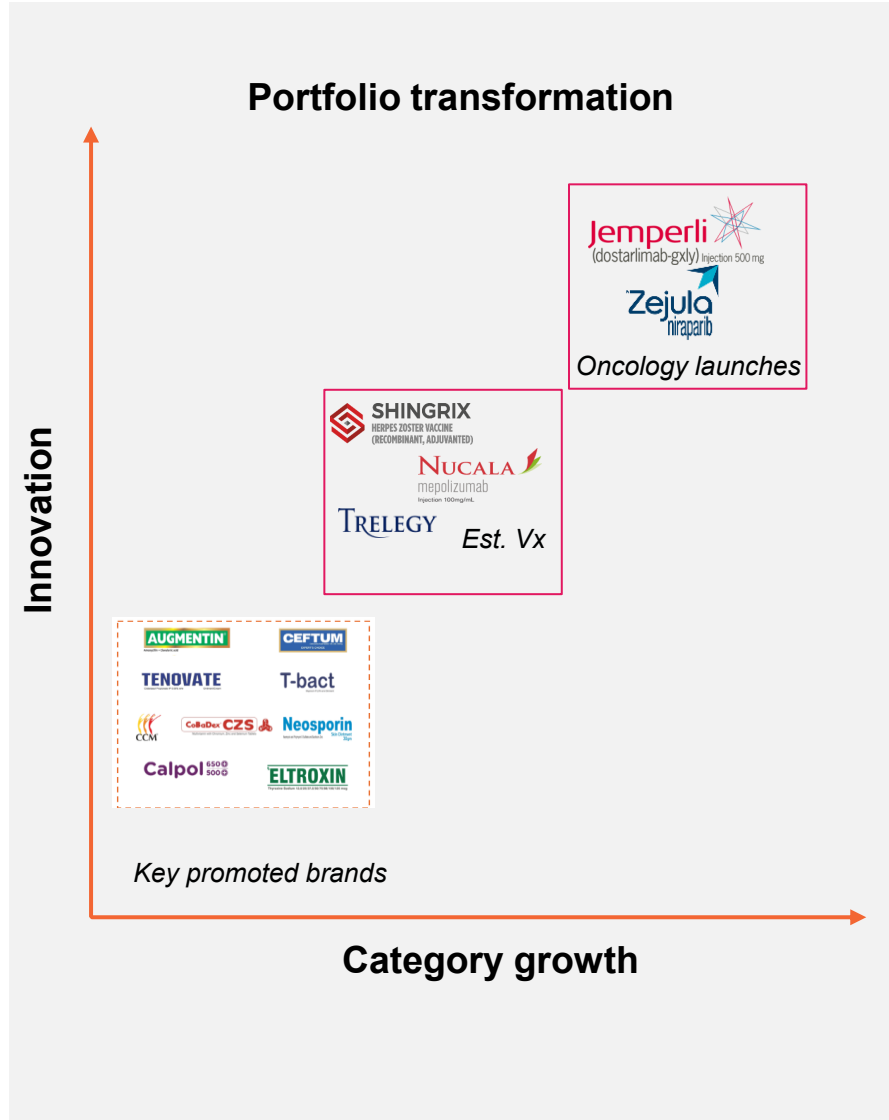 Portfolio transformation
Innovation
Jemperli
(dostarlimab-gxly) Injection 500 mg
Zejula
niraparib
Oncology launches
SHINGRIX
HERPES ZOSTER VACCINE
(RECOMBINANT, ADJUVANTED)
NUCALA
mepolizumab
Injection 100mg/mL
TRELEGY
Est. Vx
AUGMENTIN
CEFTUM
TENOVATE
T-bact
CCM
CoBaDex CZS
Neosporin
Calpol 650
500
ELTROXIN
Key promoted brands
Category growth